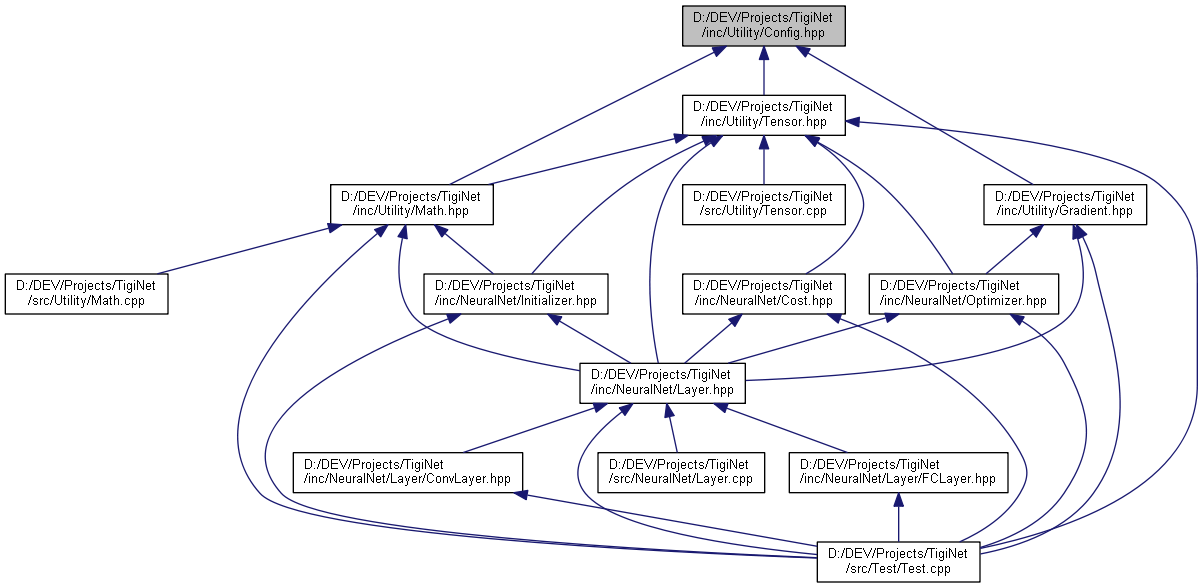 D:/DEV/Projects/TigiNet
/inc/Utility/Config.hpp
D:/DEV/Projects/TigiNet
/inc/Utility/Tensor.hpp
D:/DEV/Projects/TigiNet
/inc/Utility/Math.hpp
D:/DEV/Projects/TigiNet
/src/Utility/Tensor.cpp
D:/DEV/Projects/TigiNet
/inc/Utility/Gradient.hpp
D:/DEV/Projects/TigiNet
/src/Utility/Math.cpp
D:/DEV/Projects/TigiNet
/inc/NeuralNet/Initializer.hpp
D:/DEV/Projects/TigiNet
/inc/NeuralNet/Cost.hpp
D:/DEV/Projects/TigiNet
/inc/NeuralNet/Optimizer.hpp
D:/DEV/Projects/TigiNet
/inc/NeuralNet/Layer.hpp
D:/DEV/Projects/TigiNet
/inc/NeuralNet/Layer/ConvLayer.hpp
D:/DEV/Projects/TigiNet
/src/NeuralNet/Layer.cpp
D:/DEV/Projects/TigiNet
/inc/NeuralNet/Layer/FCLayer.hpp
D:/DEV/Projects/TigiNet
/src/Test/Test.cpp